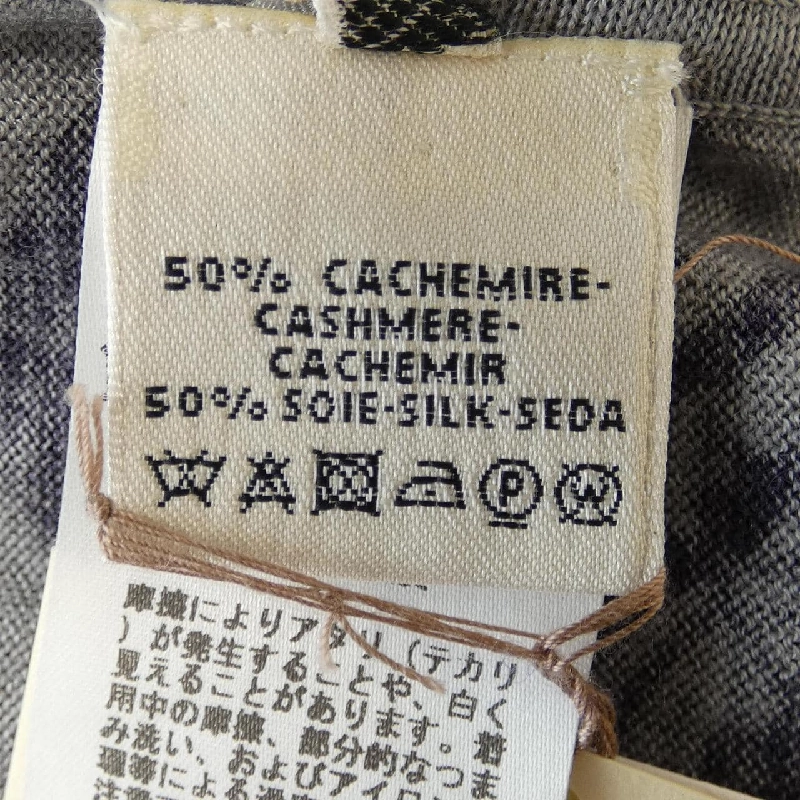 50% CACHEMIRE-
CASHMERE-
CACHEMIR
50% SOIE-SILK-SEDA
P
W
摩擦によりアタリ(テカリ
)が発生することや、白く
見えることがあります。着
用中の摩擦、部分的なつま
み洗い、およびアイロ